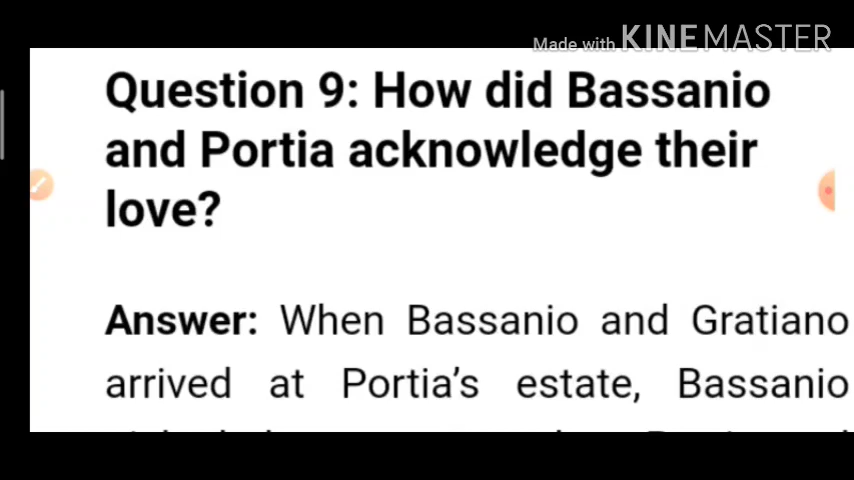 Made with KINEMASTER
Question 9: How did Bassanio
and Portia acknowledge their
love?
Answer: When Bassanio and Gratiano
arrived at Portia's estate, Bassanio